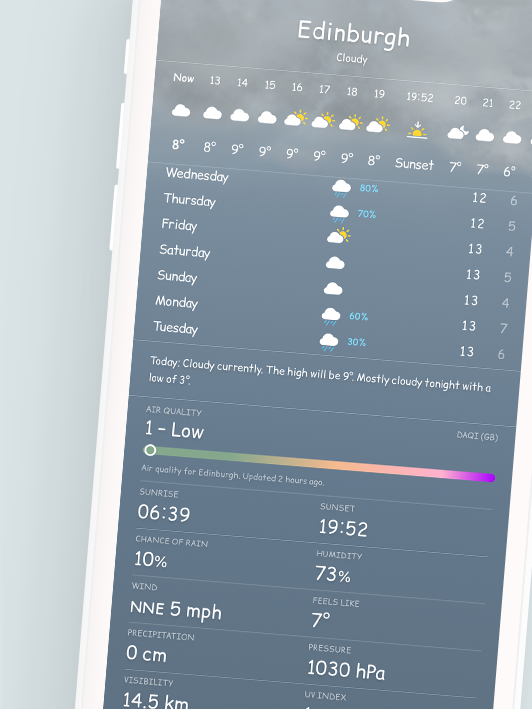 Edinburgh
Cloudy
Now 13 14 15 16 17 18 19 19:52 20 21 22
8° 8° 9° 9° 9° 9° 9° 8° Sunset 7° 7° 6°
Wednesday 80% 12 6
Thursday 70% 12 5
Friday 13 4
Saturday 13 5
Sunday 13 4
Monday 60% 13 7
Tuesday 30% 13 6
Today: Cloudy currently. The high will be 9°. Mostly cloudy tonight with a
low of 3°.
AIR QUALITY DAQI (GB)
1 – Low
Air quality for Edinburgh. Updated 2 hours ago.
SUNRISE SUNSET
06:39 19:52
CHANCE OF RAIN HUMIDITY
10% 73%
WIND FEELS LIKE
NNE 5 mph 7°
PRECIPITATION PRESSURE
0 cm 1030 hPa
VISIBILITY UV INDEX
14.5 km